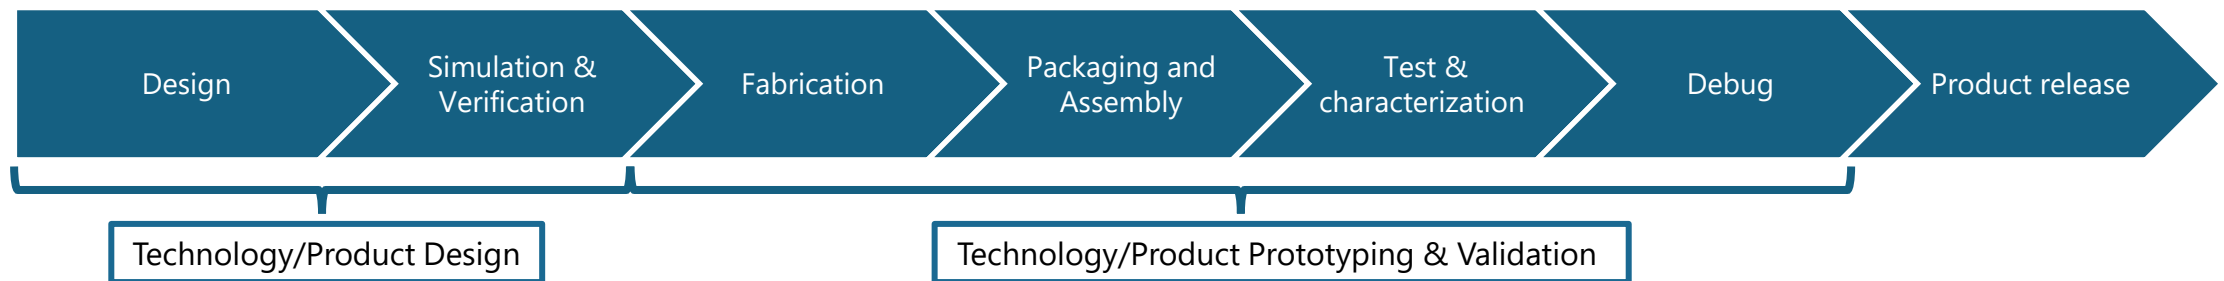 Design
Simulation &
Verification
Fabrication
Packaging and
Assembly
Test &
characterization
Debug
Product release
Technology/Product Design
Technology/Product Prototyping & Validation